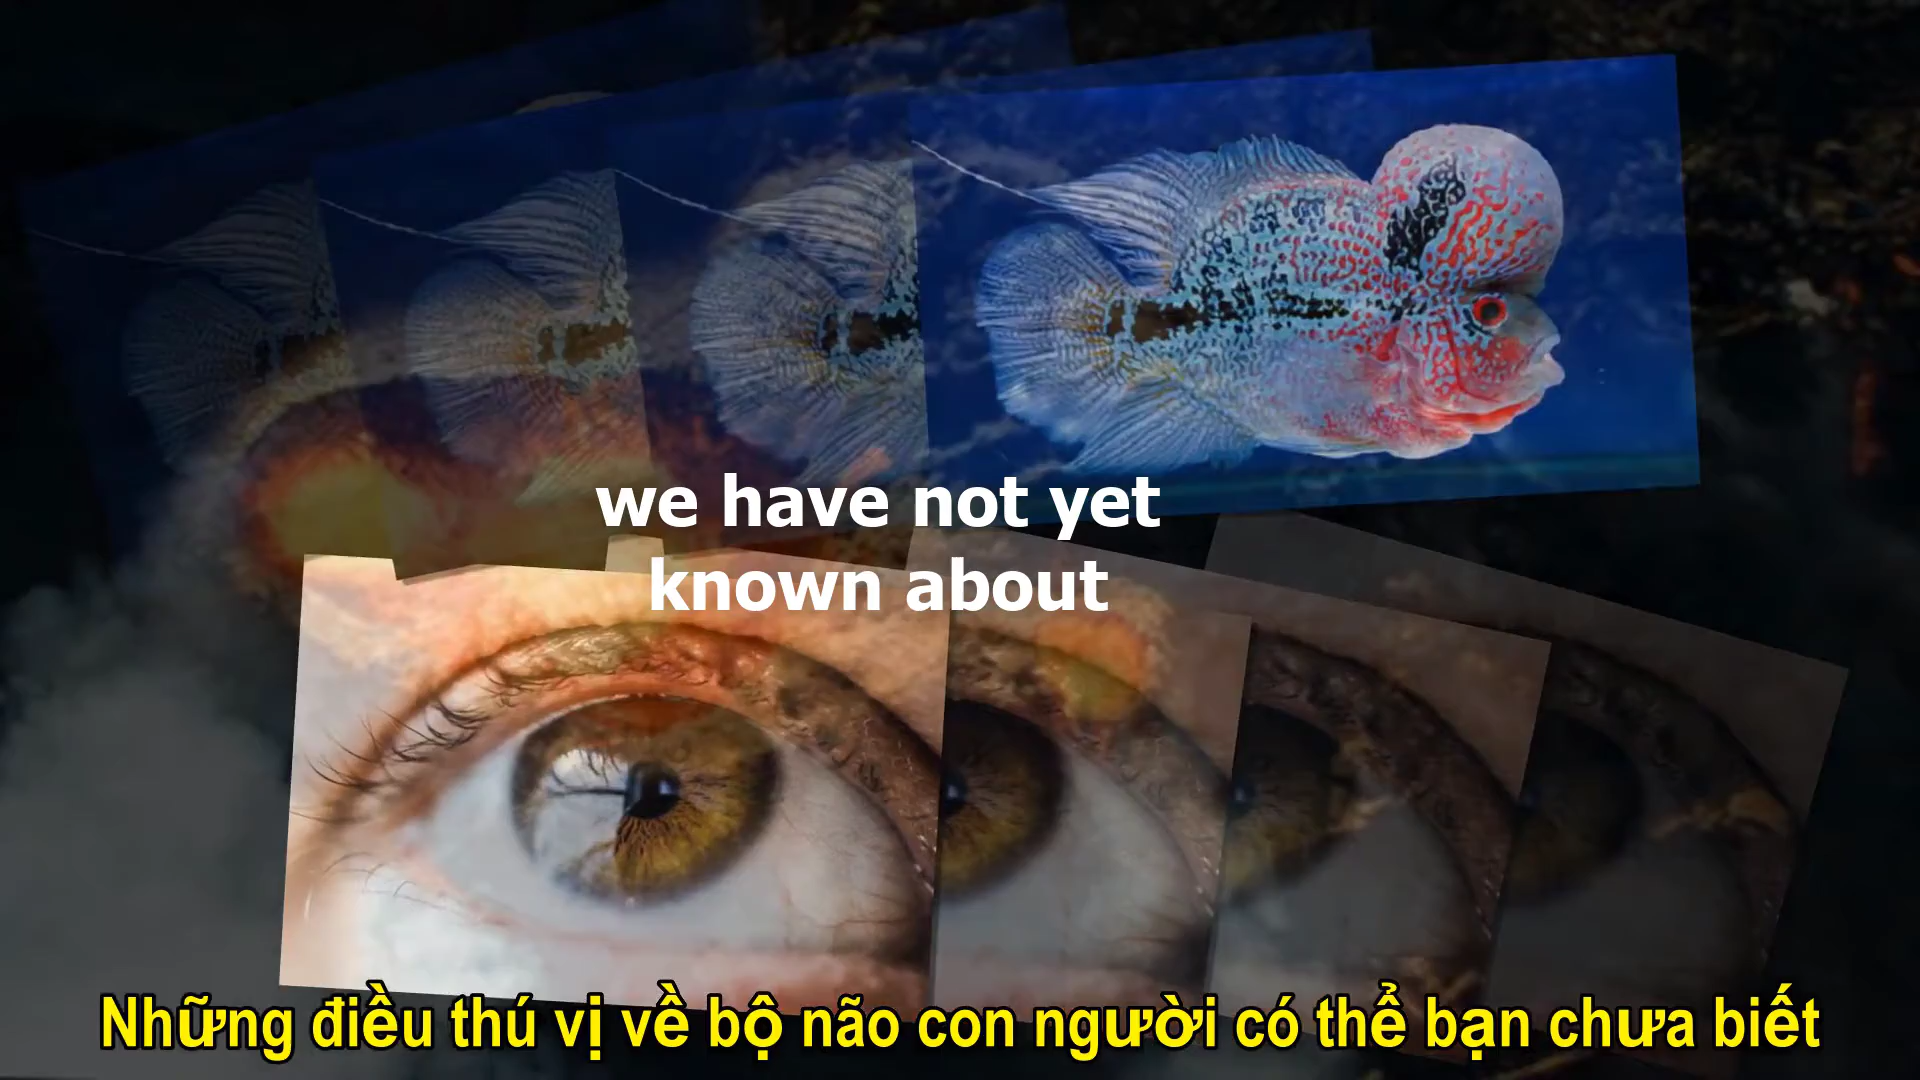 we have not yet
known about
Những điều thú vị về bộ não con người có thể bạn chưa biết